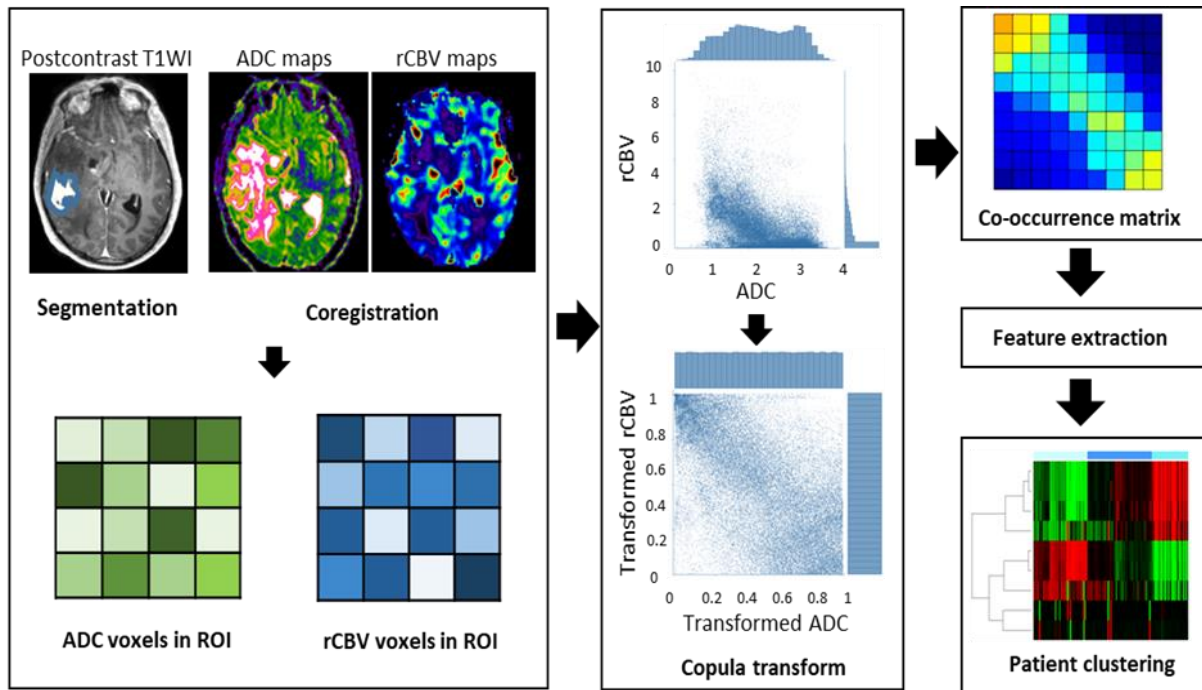 Postcontrast T1WI
ADC maps
rCBV maps
Segmentation
Coregistration
ADC voxels in ROI
rCBV voxels in ROI
10
8
6
4
2
0
rCBV
0 1 2 3 4
ADC
1
0.8
0.6
0.4
0.2
0
Transformed rCBV
0 0.2 0.4 0.6 0.8 1
Transformed ADC
Copula transform
Co-occurrence matrix
Feature extraction
Patient clustering